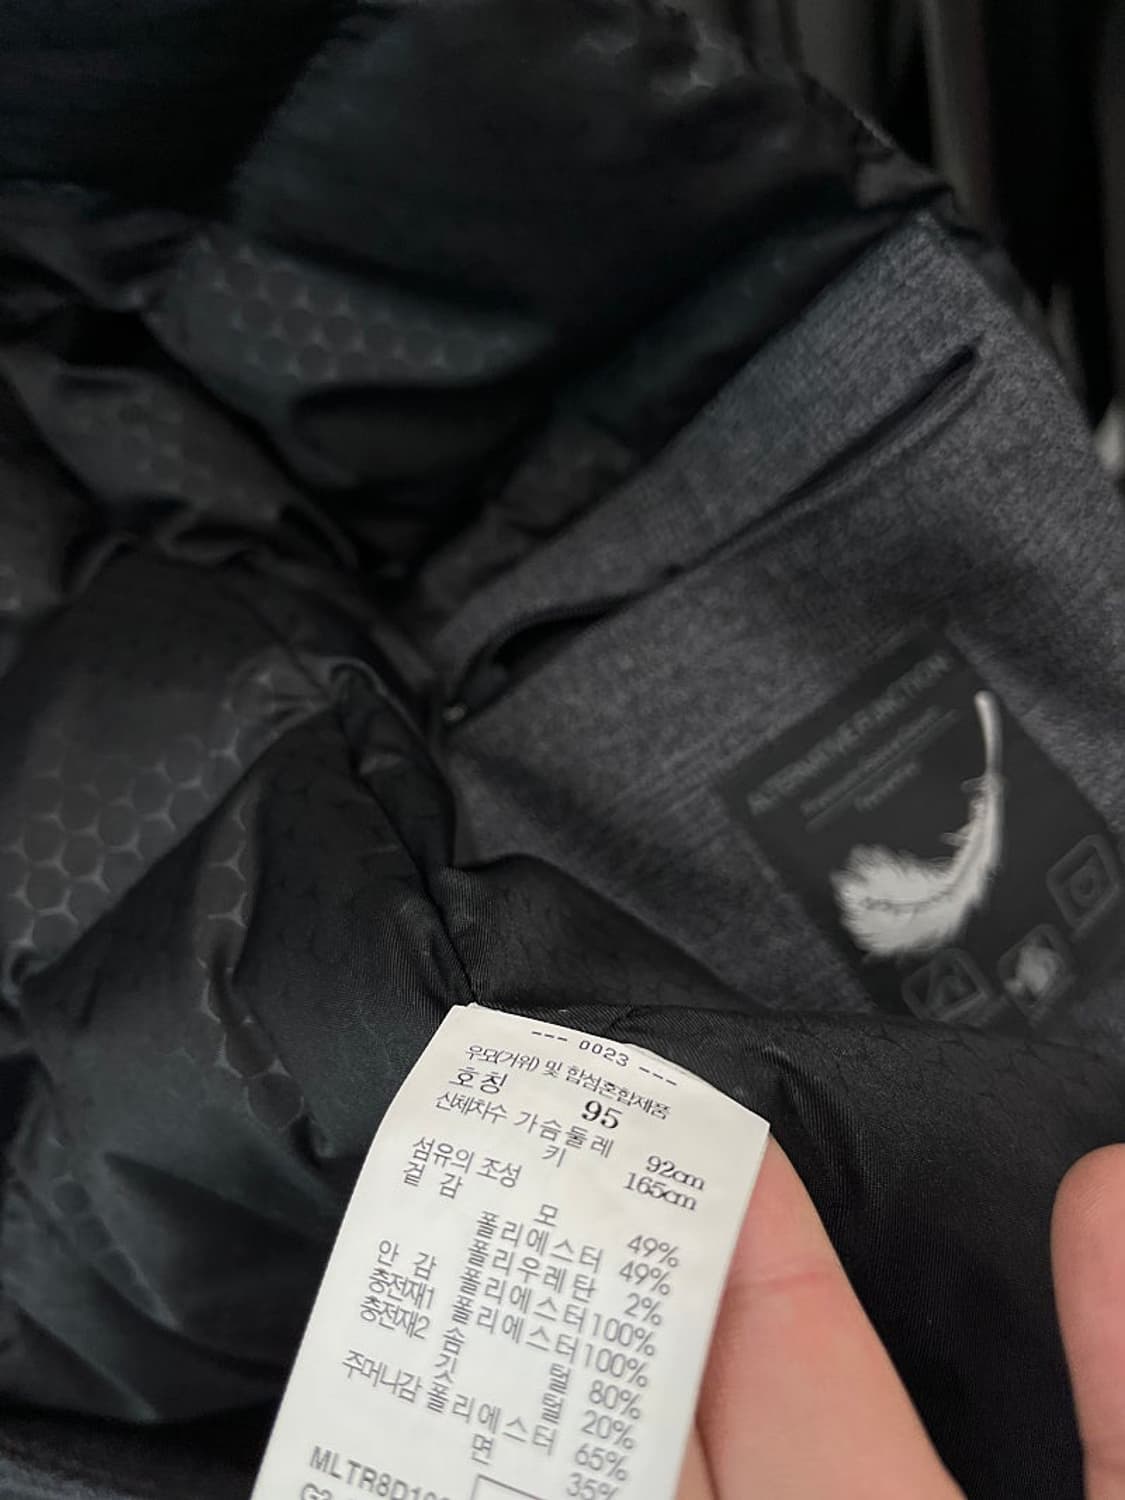 ALTERNATIVE FUNCTION
--- 0023 ---
우모(거위) 및 합섬혼합제품
호칭 95
신체치수 가슴둘레 92cm
키 165cm
섬유의 조성
겉 감 모 49%
폴리에스터 49%
폴리우레탄 2%
안 감 폴리에스터 100%
충전재1 폴리에스터 100%
충전재2 솜 털 80%
깃 털 20%
주머니감 폴리에스터 65%
면 35%